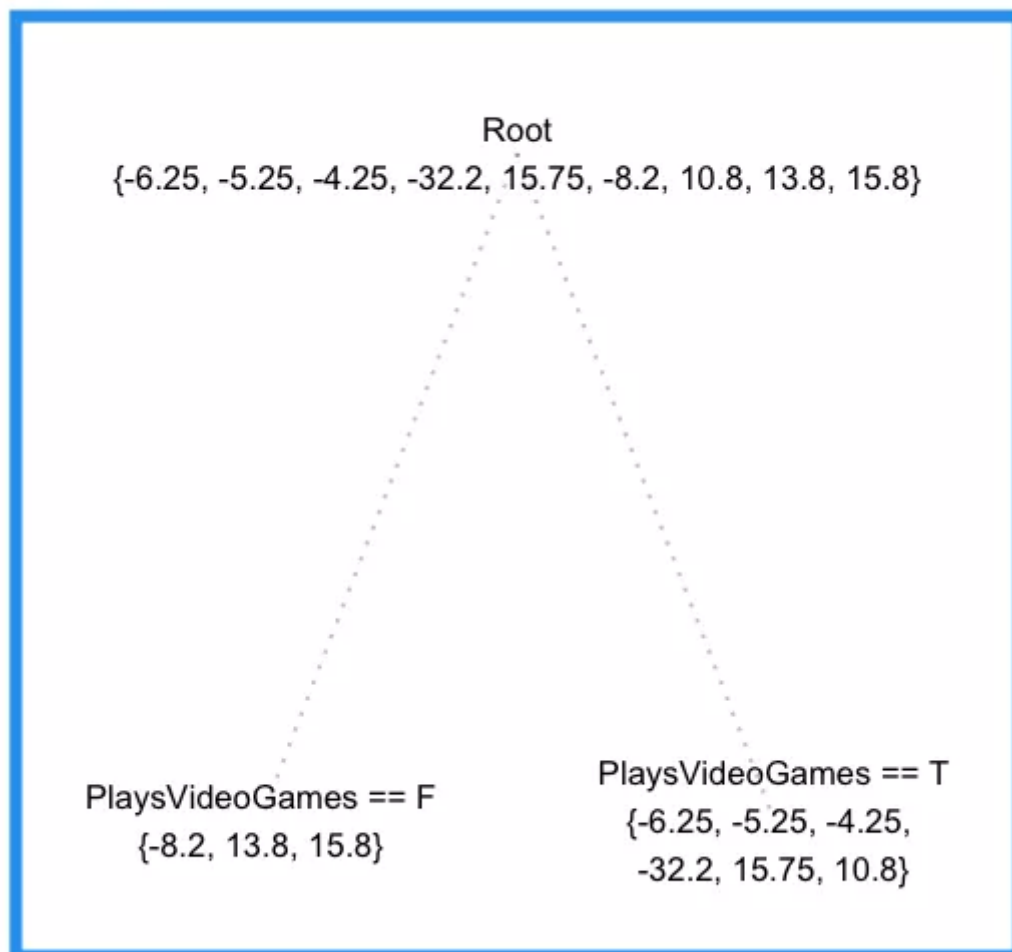 Root
{-6.25, -5.25, -4.25, -32.2, 15.75, -8.2, 10.8, 13.8, 15.8}
PlaysVideoGames == F
{-8.2, 13.8, 15.8}
PlaysVideoGames == T
{-6.25, -5.25, -4.25,
-32.2, 15.75, 10.8}